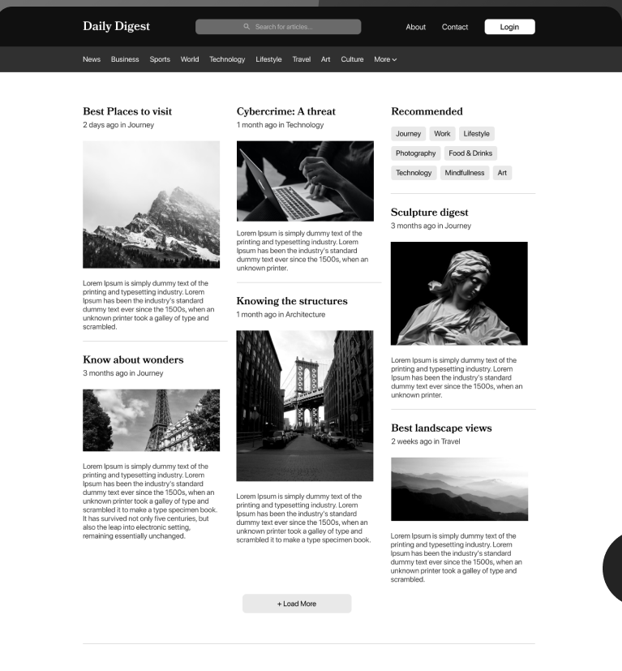 Daily Digest
Search for articles...
About
Contact
Login
News
Business
Sports
World
Technology
Lifestyle
Travel
Art
Culture
More
Best Places to visit
2 days ago in Journey
Lorem Ipsum is simply dummy text of the
printing and typesetting industry. Lorem
Ipsum has been the industry's standard
dummy text ever since the 1500s, when an
unknown printer took a galley of type and
scrambled.
Know about wonders
3 months ago in Journey
Lorem Ipsum is simply dummy text of the
printing and typesetting industry. Lorem
Ipsum has been the industry's standard
dummy text ever since the 1500s, when an
unknown printer took a galley of type and
scrambled it to make a type specimen book.
It has survived not only five centuries, but
also the leap into electronic setting,
remaining essentially unchanged.
Cybercrime: A threat
1 month ago in Technology
Lorem Ipsum is simply dummy text of the
printing and typesetting industry. Lorem
Ipsum has been the industry's standard
dummy text ever since the 1500s, when an
unknown printer.
Knowing the structures
1 month ago in Architecture
Lorem Ipsum is simply dummy text of the
printing and typesetting industry. Lorem
Ipsum has been the industry's standard
dummy text ever since the 1500s, when an
unknown printer took a galley of type and
scrambled it to make a type specimen book.
Recommended
Journey
Work
Lifestyle
Photography
Food & Drinks
Technology
Mindfullness
Art
Sculpture digest
3 months ago in Journey
Lorem Ipsum is simply dummy text of the
printing and typesetting industry. Lorem
Ipsum has been the industry's standard
dummy text ever since the 1500s, when an
unknown printer.
Best landscape views
2 weeks ago in Travel
Lorem Ipsum is simply dummy text of the
printing and typesetting industry. Lorem
Ipsum has been the industry's standard
dummy text ever since the 1500s, when an
unknown printer took a galley of type and
scrambled.
+ Load More